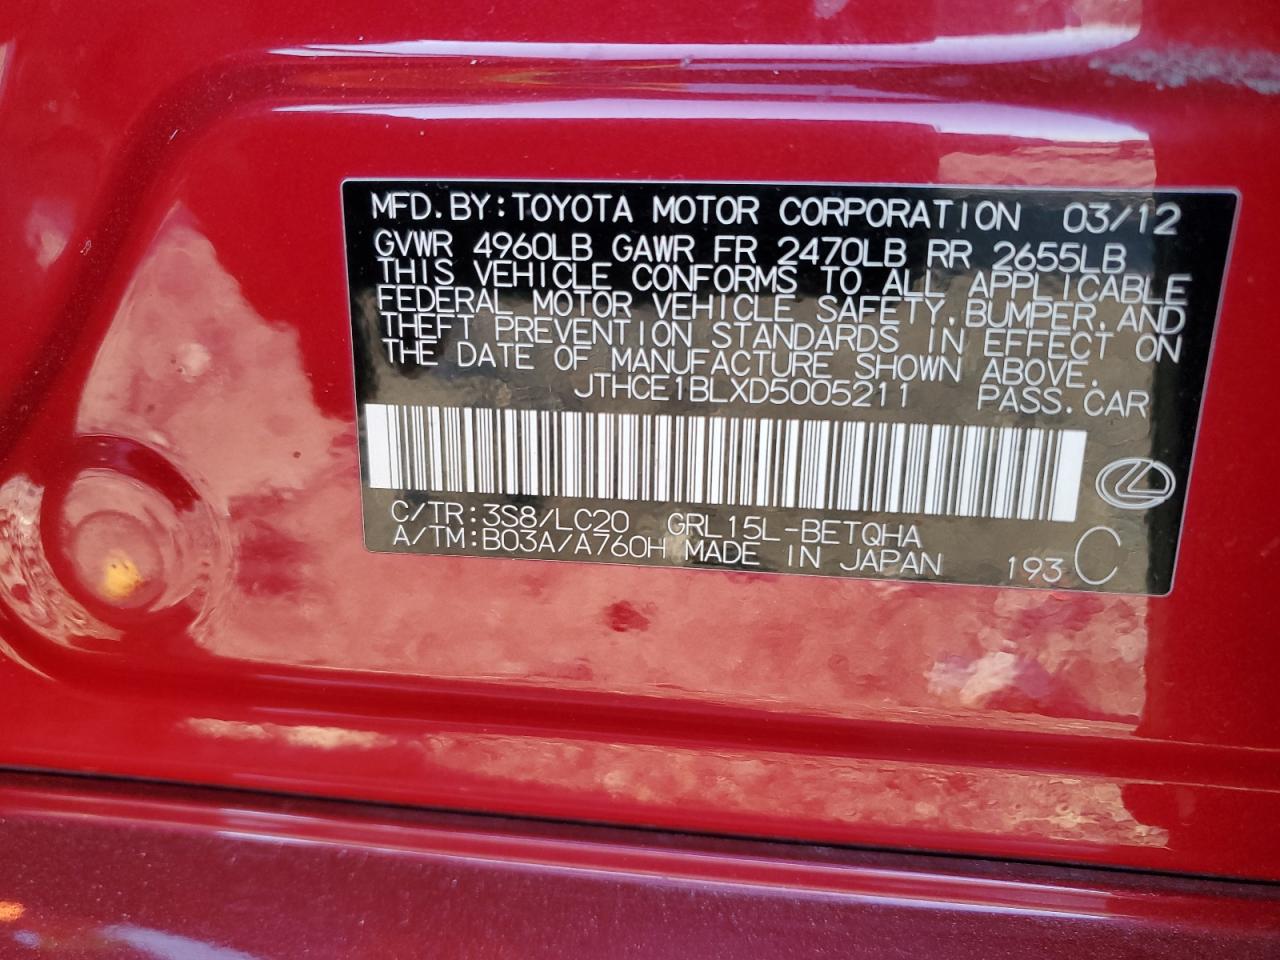 MFD.BY:TOYOTA MOTOR CORPORATION 03/12
GVWR 4960LB GAWR FR 2470LB RR 2655LB
THIS VEHICLE CONFORMS TO ALL APPLICABLE
FEDERAL MOTOR VEHICLE SAFETY,BUMPER,AND
THEFT PREVENTION STANDARDS IN EFFECT ON
THE DATE OF MANUFACTURE SHOWN ABOVE.
JTHCE1BLXD5005211 PASS.CAR
C/TR:3S8/LC20 GRL15L-BETQHA
A/TM:B03A/A760H MADE IN JAPAN 193 C